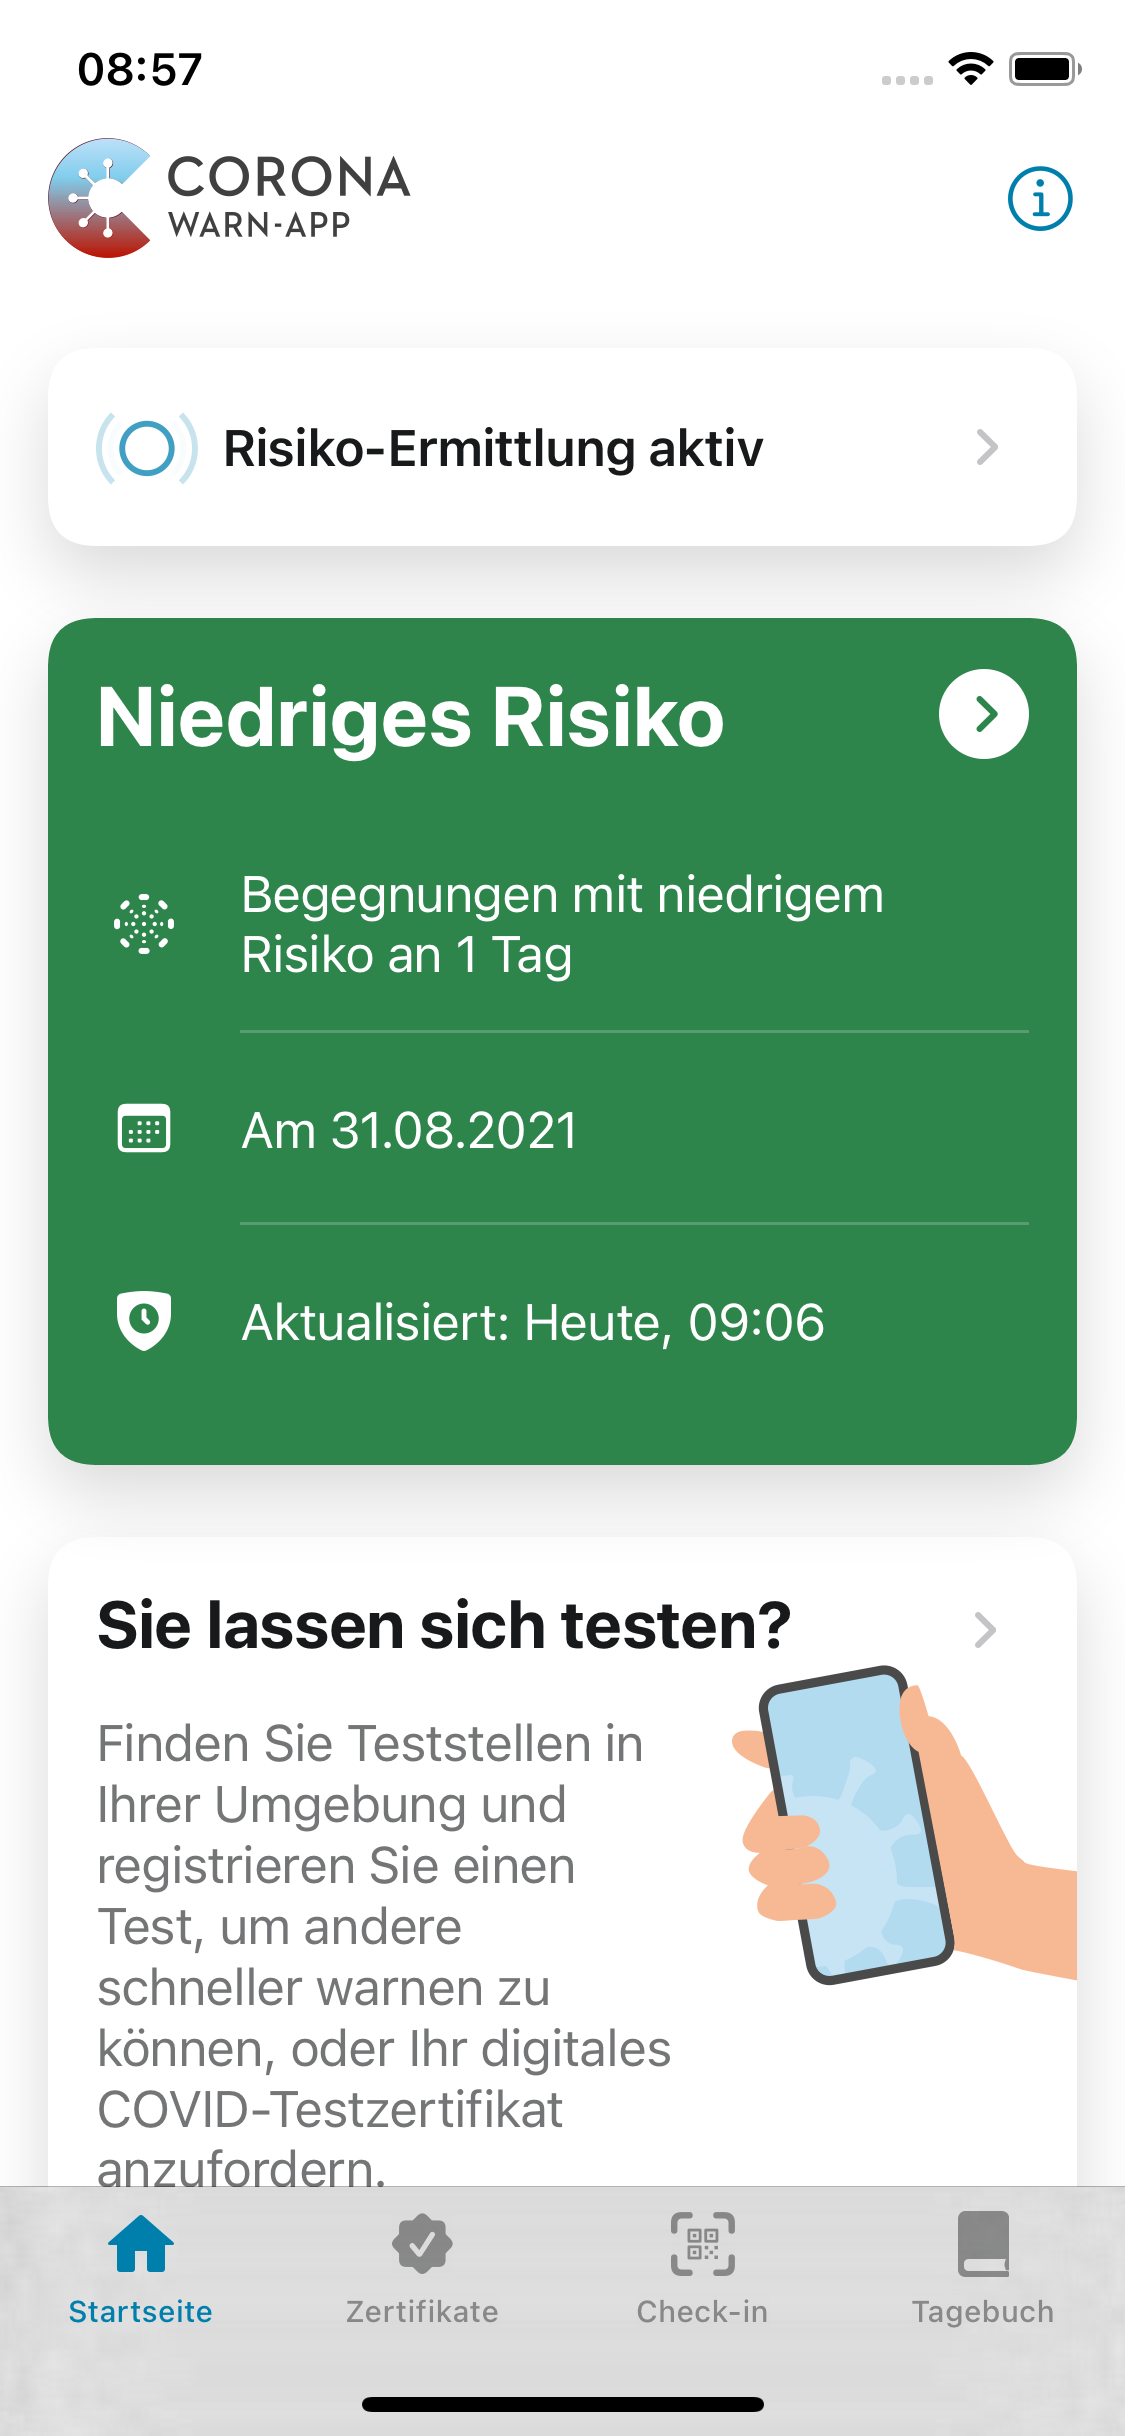 08:57
CORONA
WARN-APP
Risiko-Ermittlung aktiv
Niedriges Risiko
Begegnungen mit niedrigem
Risiko an 1 Tag
Am 31.08.2021
Aktualisiert: Heute, 09:06
Sie lassen sich testen?
Finden Sie Teststellen in
Ihrer Umgebung und
registrieren Sie einen
Test, um andere
schneller warnen zu
können, oder Ihr digitales
COVID-Testzertifikat
anzufordern.
Startseite
Zertifikate
Check-in
Tagebuch